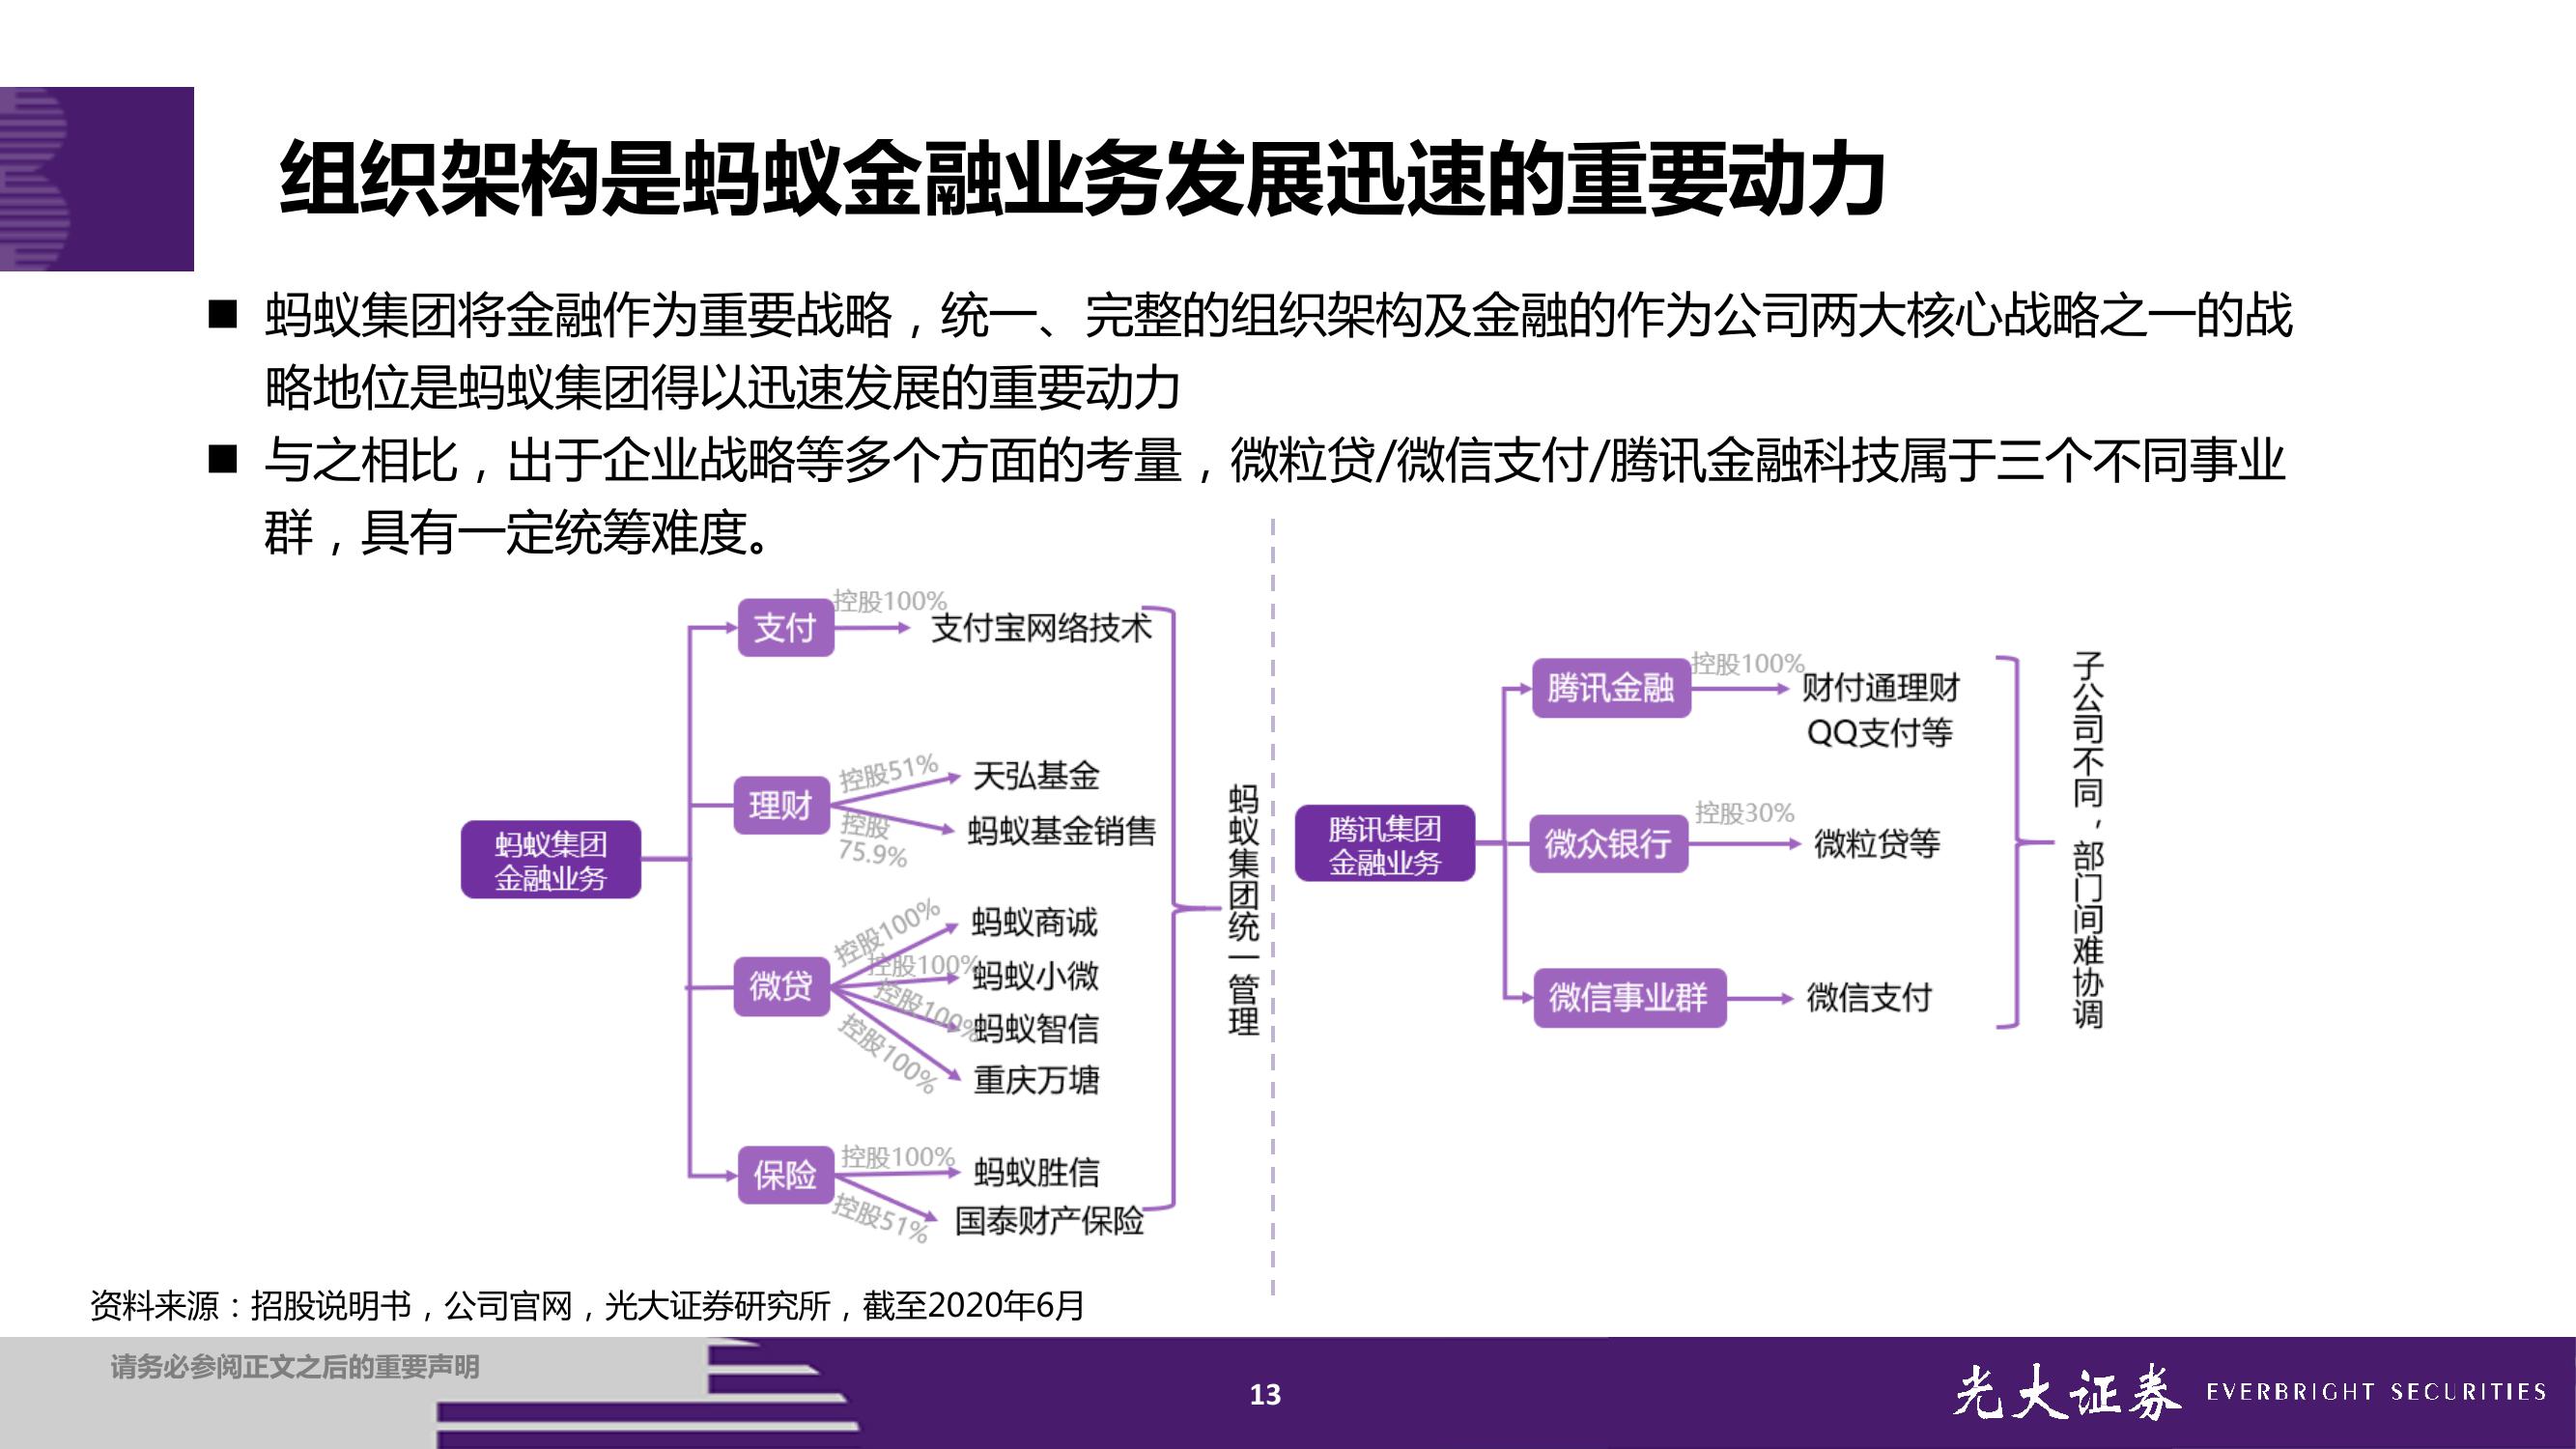 组织架构是蚂蚁金融业务发展迅速的重要动力
■ 蚂蚁集团将金融作为重要战略，统一、完整的组织架构及金融的作为公司两大核心战略之一的战
略地位是蚂蚁集团得以迅速发展的重要动力
■ 与之相比，出于企业战略等多个方面的考量，微粒贷/微信支付/腾讯金融科技属于三个不同事业
群，具有一定统筹难度。
蚂蚁集团
金融业务
支付
控股100%
支付宝网络技术
理财
控股51%
天弘基金
控股
75.9%
蚂蚁基金销售
微贷
控股100%
蚂蚁商诚
控股100%
蚂蚁小微
控股100%
蚂蚁智信
控股100%
重庆万塘
保险
控股100%
蚂蚁胜信
控股51%
国泰财产保险
蚂蚁集团统一管理
腾讯集团
金融业务
腾讯金融
控股100%
财付通理财
QQ支付等
微众银行
控股30%
微粒贷等
微信事业群
微信支付
子公司不同，部门间难协调
资料来源：招股说明书，公司官网，光大证券研究所，截至2020年6月
请务必参阅正文之后的重要声明
13
光大证券 EVERBRIGHT SECURITIES